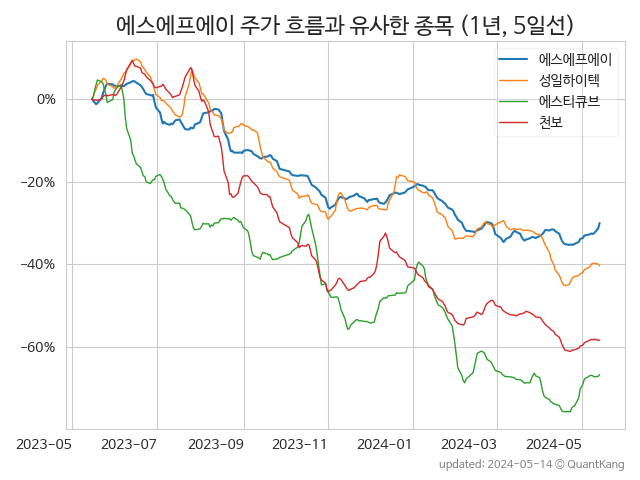 에스에프에이 주가 흐름과 유사한 종목 (1년, 5일선)
에스에프에이
성일하이텍
에스티큐브
천보
0%
−20%
−40%
−60%
2023-05 2023-07 2023-09 2023-11 2024-01 2024-03 2024-05
updated: 2024-05-14 © QuantKang